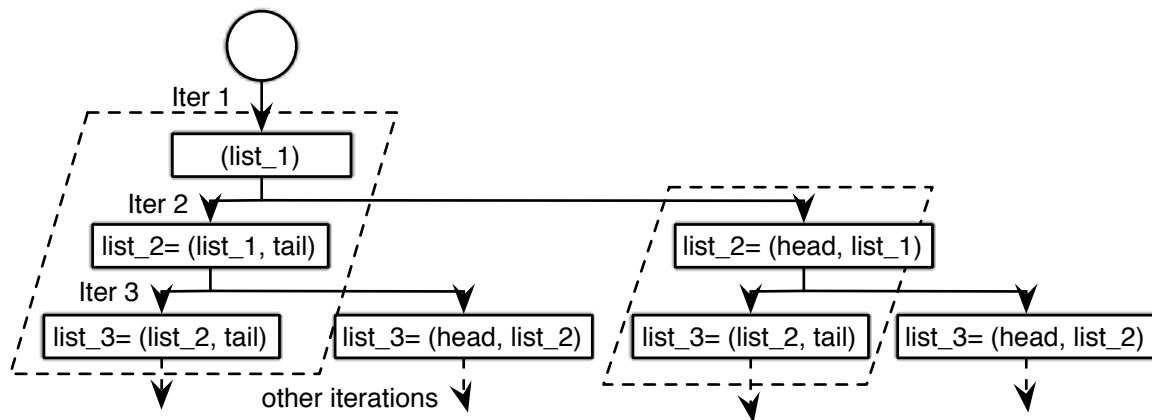 Iter 1
(list_1)
Iter 2
list_2= (list_1, tail)
list_2= (head, list_1)
Iter 3
list_3= (list_2, tail)
list_3= (head, list_2)
list_3= (list_2, tail)
list_3= (head, list_2)
other iterations